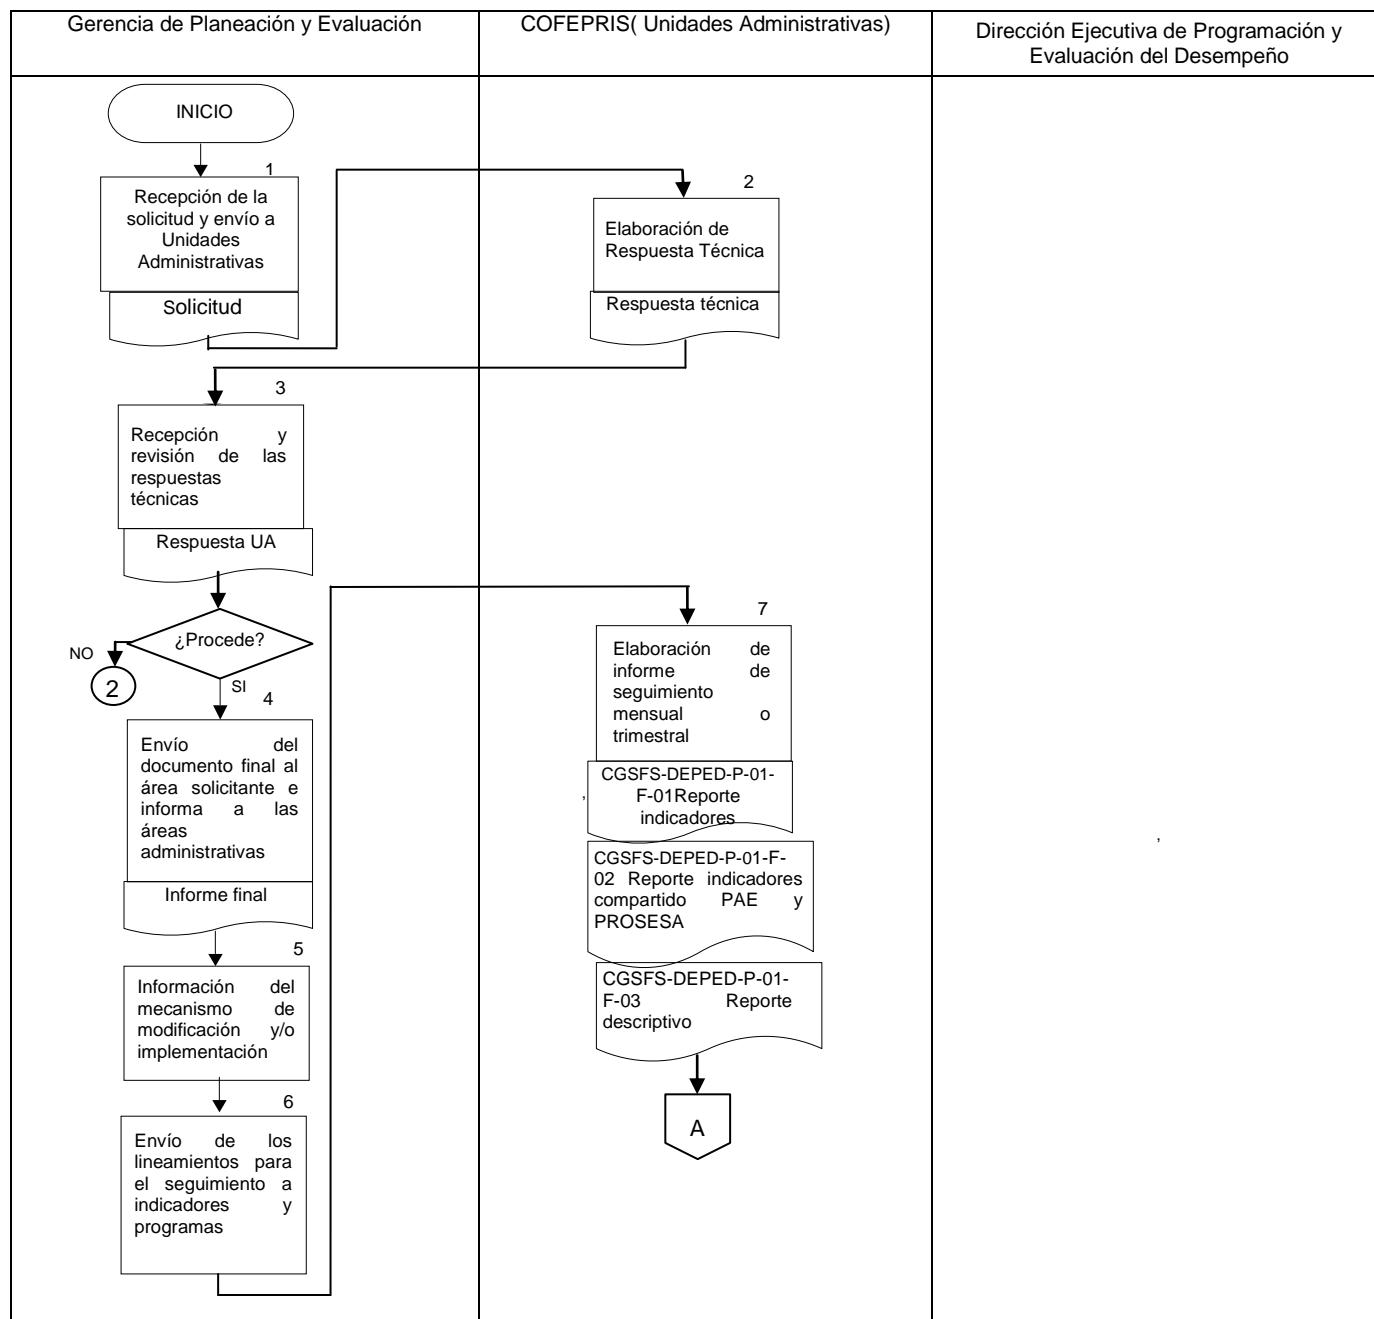 Gerencia de Planeación y Evaluación
COFEPRIS( Unidades Administrativas)
Dirección Ejecutiva de Programación y
Evaluación del Desempeño
INICIO
1
Recepción de la
solicitud y envío a
Unidades
Administrativas
Solicitud
2
Elaboración de
Respuesta Técnica
Respuesta técnica
3
Recepción y
revisión de las
respuestas
técnicas
Respuesta UA
¿Procede?
NO
2
SI
4
Envío del
documento final al
área solicitante e
informa a las
áreas
administrativas
Informe final
5
Información del
mecanismo de
modificación y/o
implementación
6
Envío de los
lineamientos para
el seguimiento a
indicadores y
programas
7
Elaboración de
informe de
seguimiento
mensual o
trimestral
CGSFS-DEPED-P-01-
F-01Reporte
indicadores
,
CGSFS-DEPED-P-01-F-
02 Reporte indicadores
compartido PAE y
PROSESA
CGSFS-DEPED-P-01-
F-03 Reporte
descriptivo
A
,